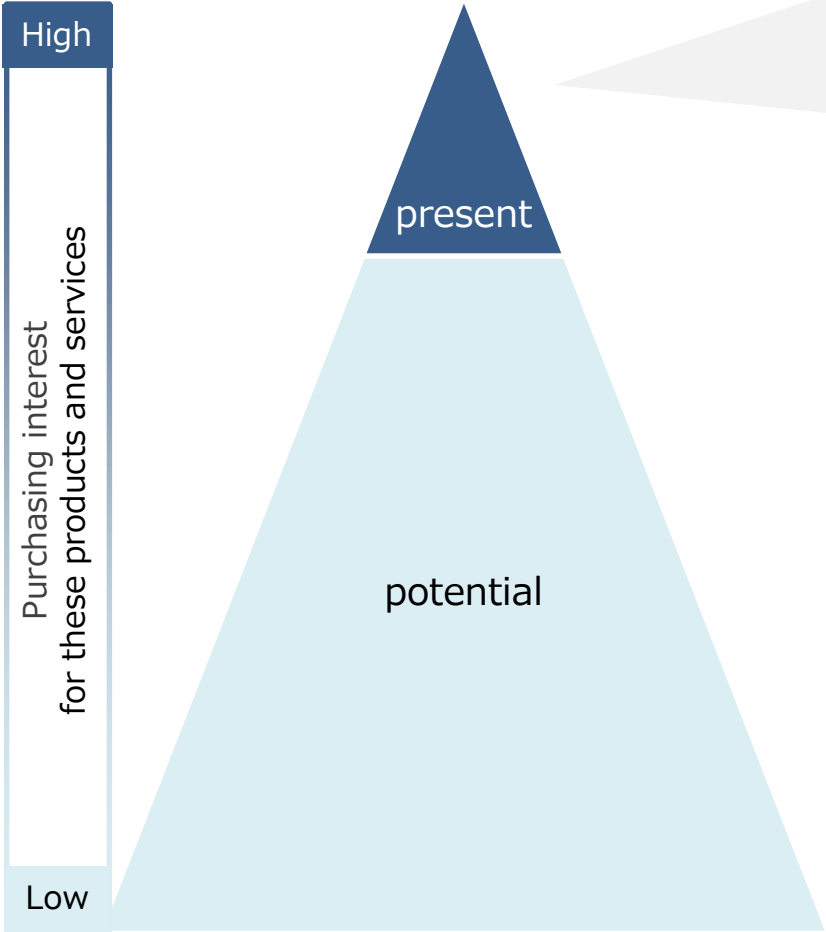 High
present
Purchasing interest
for these products and services
potential
Low